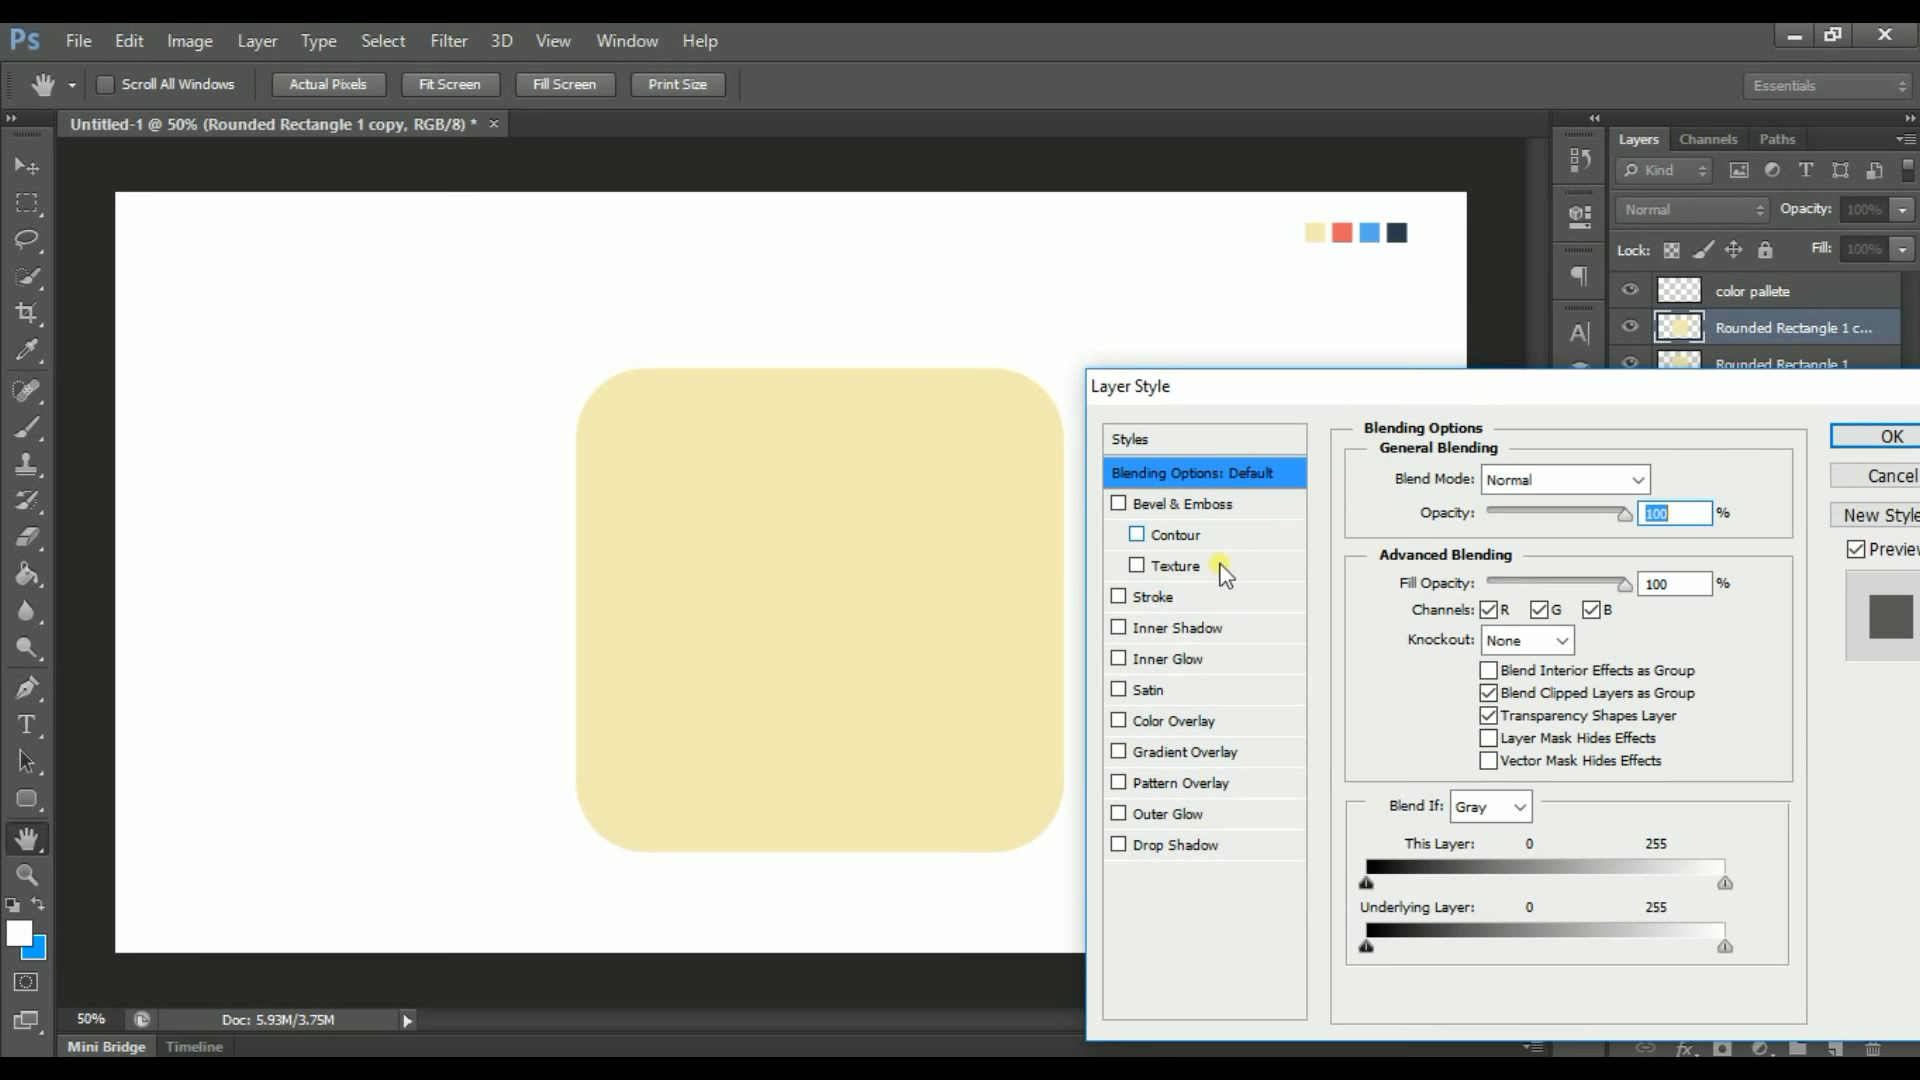 Ps File Edit Image Layer Type Select Filter 3D View Window Help
Scroll All Windows Actual Pixels Fit Screen Fill Screen Print Size Essentials
Untitled-1 @ 50% (Rounded Rectangle 1 copy, RGB/8) * ×
Layers Channels Paths
Kind
Normal Opacity: 100%
Lock: Fill: 100%
color pallete
Rounded Rectangle 1 c...
Rounded Rectangle 1
Layer Style
Styles
Blending Options: Default
Bevel & Emboss
Contour
Texture
Stroke
Inner Shadow
Inner Glow
Satin
Color Overlay
Gradient Overlay
Pattern Overlay
Outer Glow
Drop Shadow
Blending Options
General Blending
Blend Mode: Normal
Opacity: 100 %
Advanced Blending
Fill Opacity: 100 %
Channels: R G B
Knockout: None
Blend Interior Effects as Group
Blend Clipped Layers as Group
Transparency Shapes Layer
Layer Mask Hides Effects
Vector Mask Hides Effects
Blend If: Gray
This Layer: 0 255
Underlying Layer: 0 255
OK
Cancel
New Style
Preview
50% Doc: 5.93M/3.75M
Mini Bridge Timeline